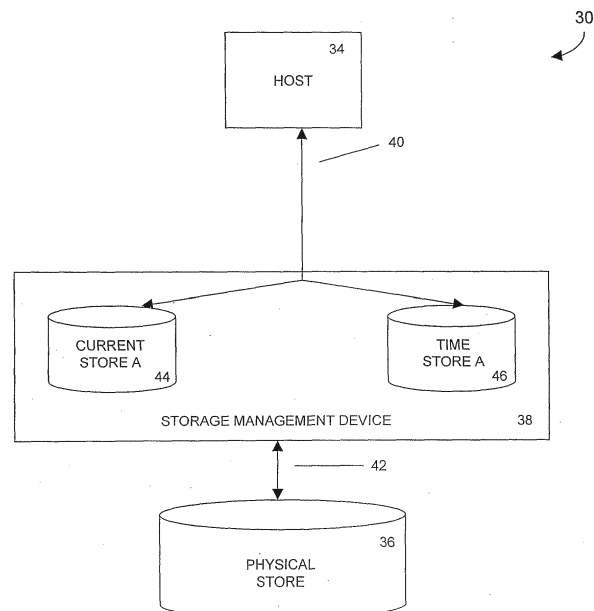 30
34
HOST
40
CURRENT
STORE A
44
TIME
STORE A
46
STORAGE MANAGEMENT DEVICE
38
42
36
PHYSICAL
STORE